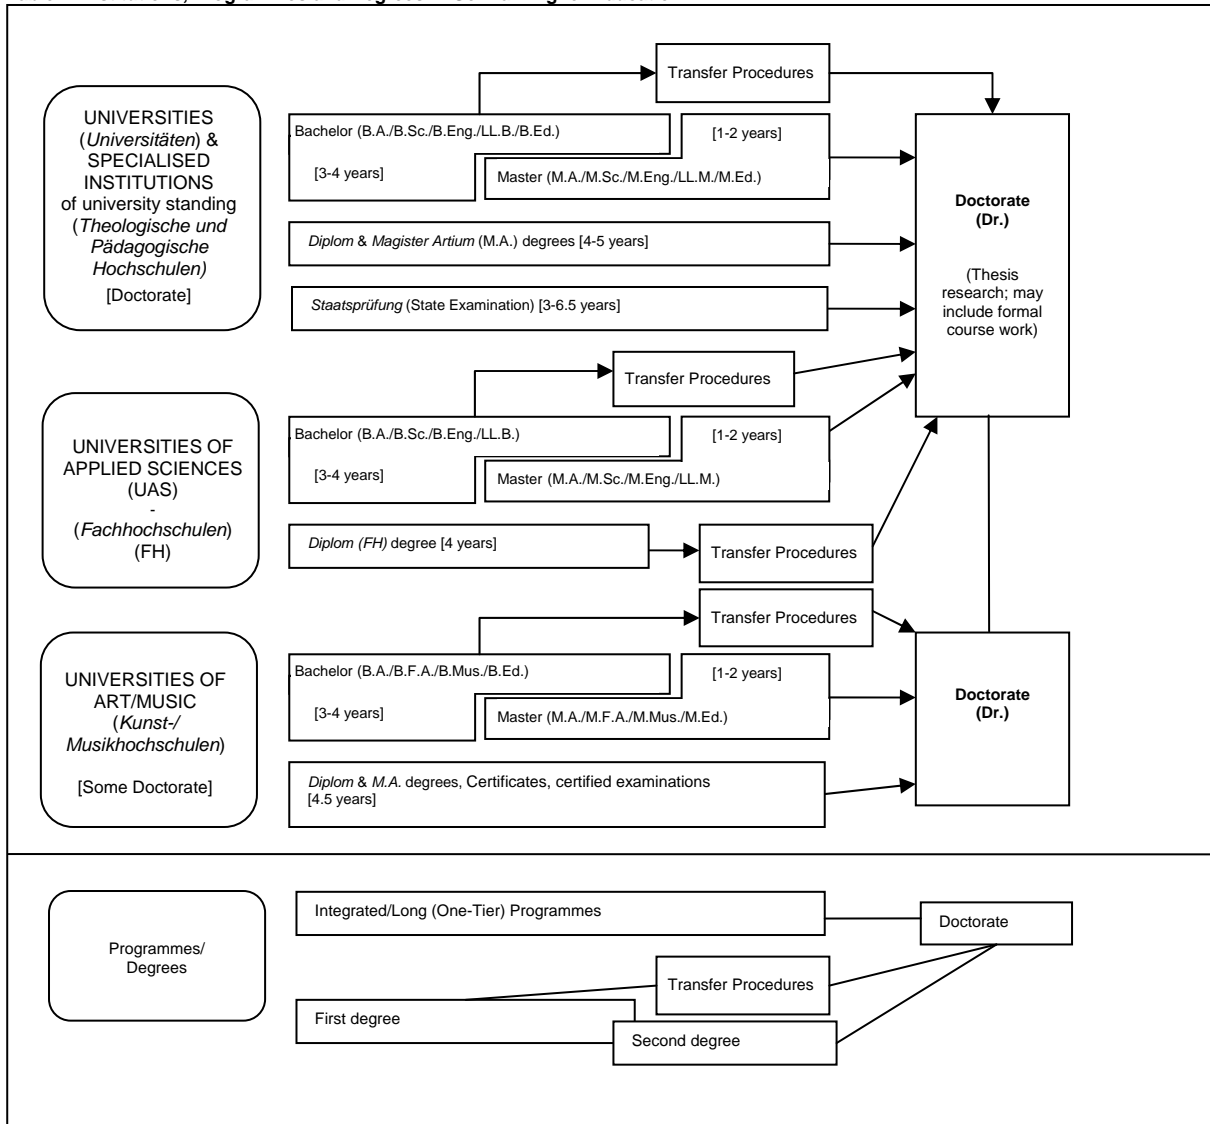 Transfer Procedures
UNIVERSITIES
(Universitäten) &
SPECIALISED
INSTITUTIONS
of university standing
(Theologische und
Pädagogische
Hochschulen)
[Doctorate]
Bachelor (B.A./B.Sc./B.Eng./LL.B./B.Ed.)
[1-2 years]
[3-4 years]
Master (M.A./M.Sc./M.Eng./LL.M./M.Ed.)
Diplom & Magister Artium (M.A.) degrees [4-5 years]
Staatsprüfung (State Examination) [3-6.5 years]
Doctorate
(Dr.)
(Thesis
research; may
include formal
course work)
Transfer Procedures
UNIVERSITIES OF
APPLIED SCIENCES
(UAS)
-
(Fachhochschulen)
(FH)
Bachelor (B.A./B.Sc./B.Eng./LL.B.)
[1-2 years]
[3-4 years]
Master (M.A./M.Sc./M.Eng./LL.M.)
Diplom (FH) degree [4 years]
Transfer Procedures
Transfer Procedures
UNIVERSITIES OF
ART/MUSIC
(Kunst-/
Musikhochschulen)
[Some Doctorate]
Bachelor (B.A./B.F.A./B.Mus./B.Ed.)
[1-2 years]
[3-4 years]
Master (M.A./M.F.A./M.Mus./M.Ed.)
Diplom & M.A. degrees, Certificates, certified examinations
[4.5 years]
Doctorate
(Dr.)
Programmes/
Degrees
Integrated/Long (One-Tier) Programmes
Doctorate
Transfer Procedures
First degree
Second degree